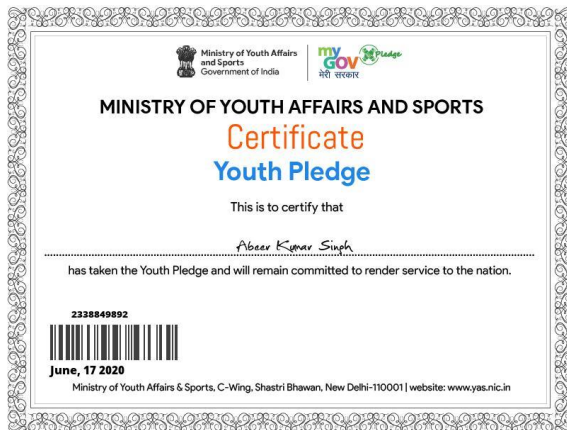 Ministry of Youth Affairs
and Sports
Government of India
my
GOV
मेरी सरकार
Pledge
MINISTRY OF YOUTH AFFAIRS AND SPORTS
Certificate
Youth Pledge
This is to certify that
Abeer Kumar Singh
has taken the Youth Pledge and will remain committed to render service to the nation.
2338849892
June, 17 2020
Ministry of Youth Affairs & Sports, C-Wing, Shastri Bhawan, New Delhi-110001 | website: www.yas.nic.in